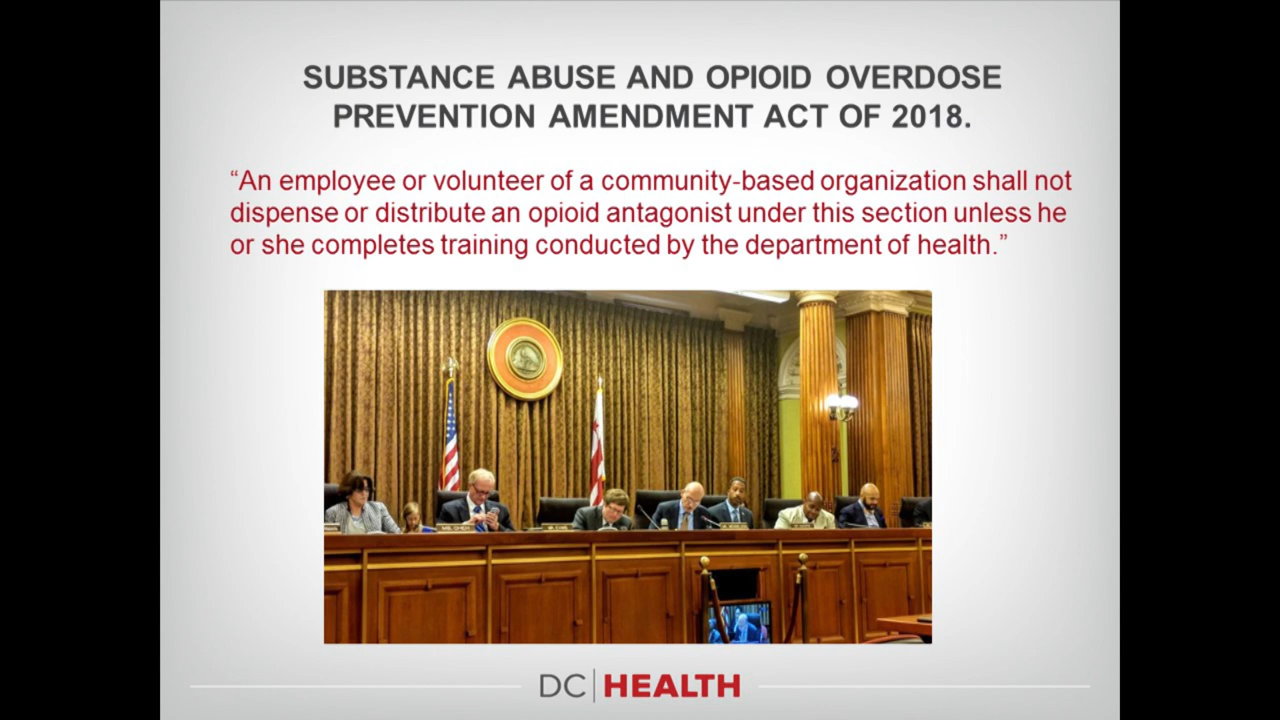 SUBSTANCE ABUSE AND OPIOID OVERDOSE
PREVENTION AMENDMENT ACT OF 2018.
“An employee or volunteer of a community-based organization shall not
dispense or distribute an opioid antagonist under this section unless he
or she completes training conducted by the department of health.”
DC|HEALTH